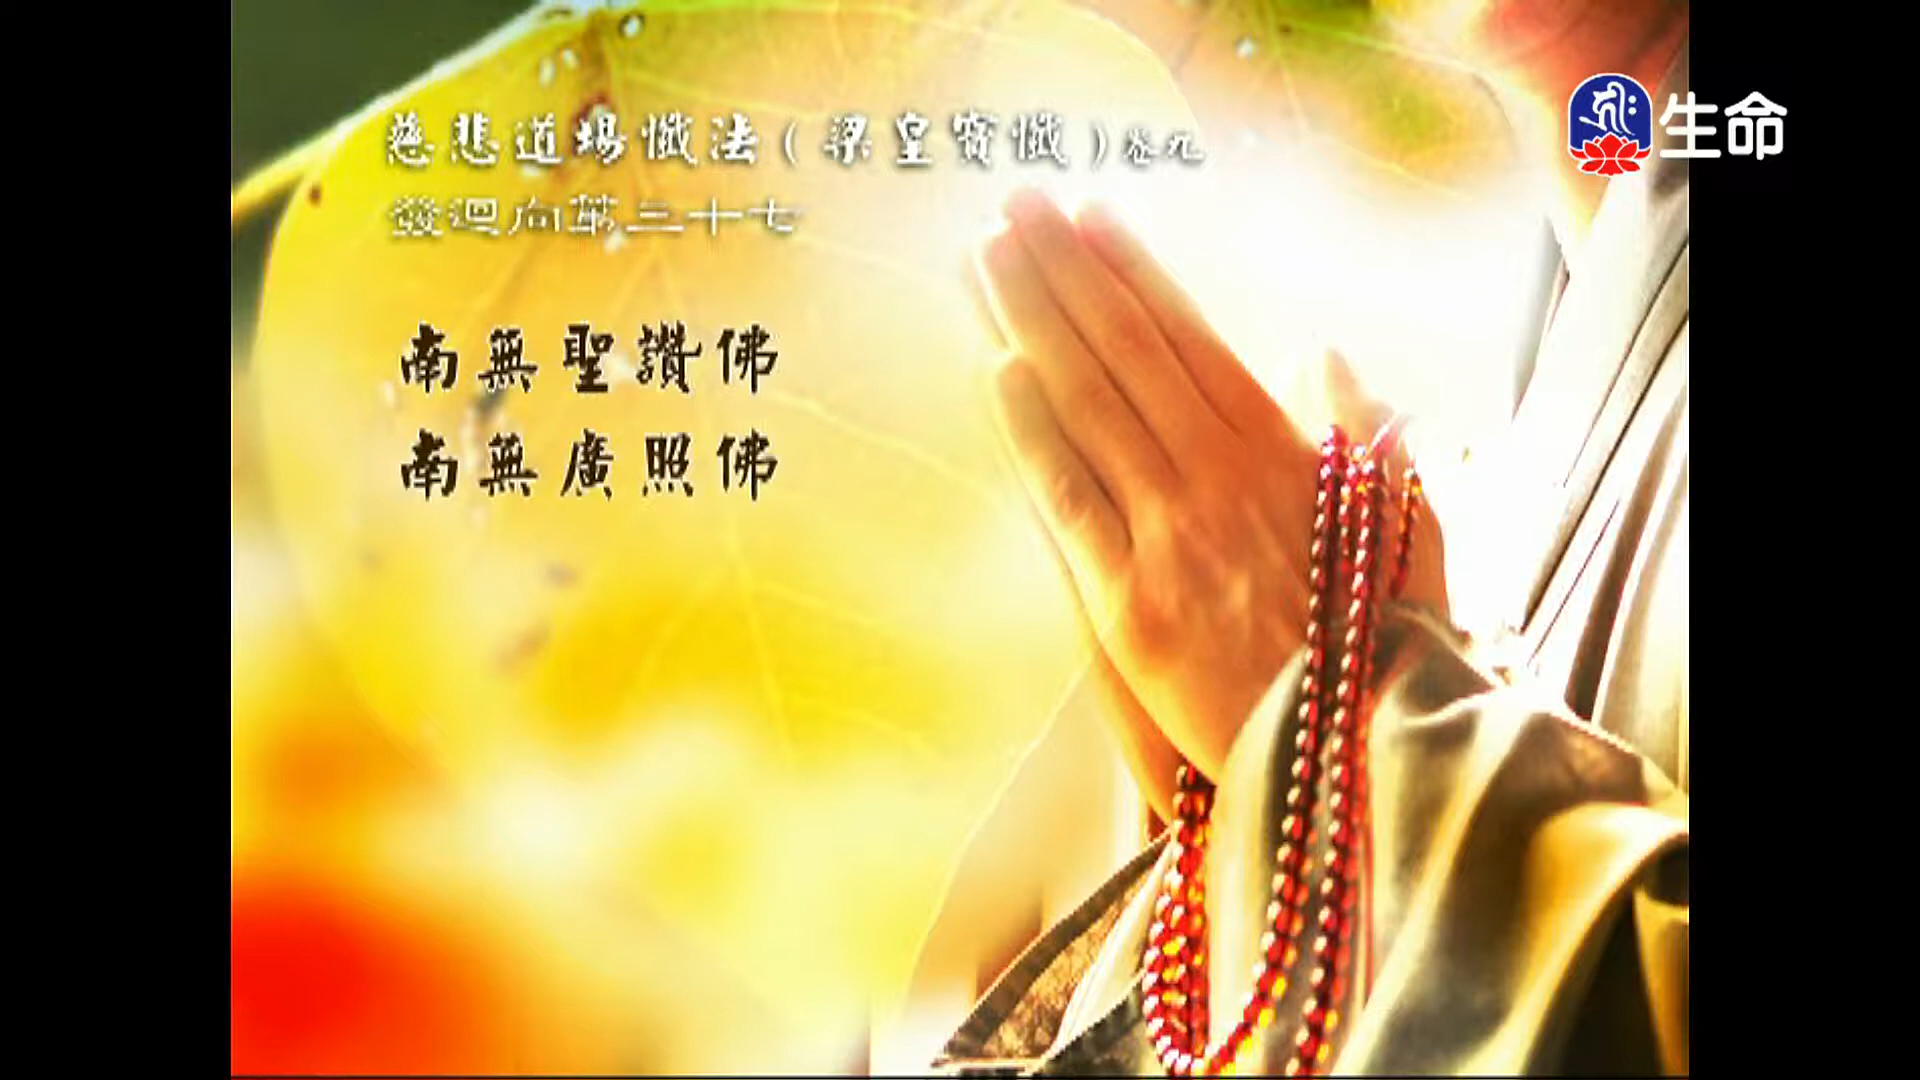 慈悲道場懺法(梁皇寶懺)卷九
發迴向第三十七
南無聖讚佛
南無廣照佛
生命